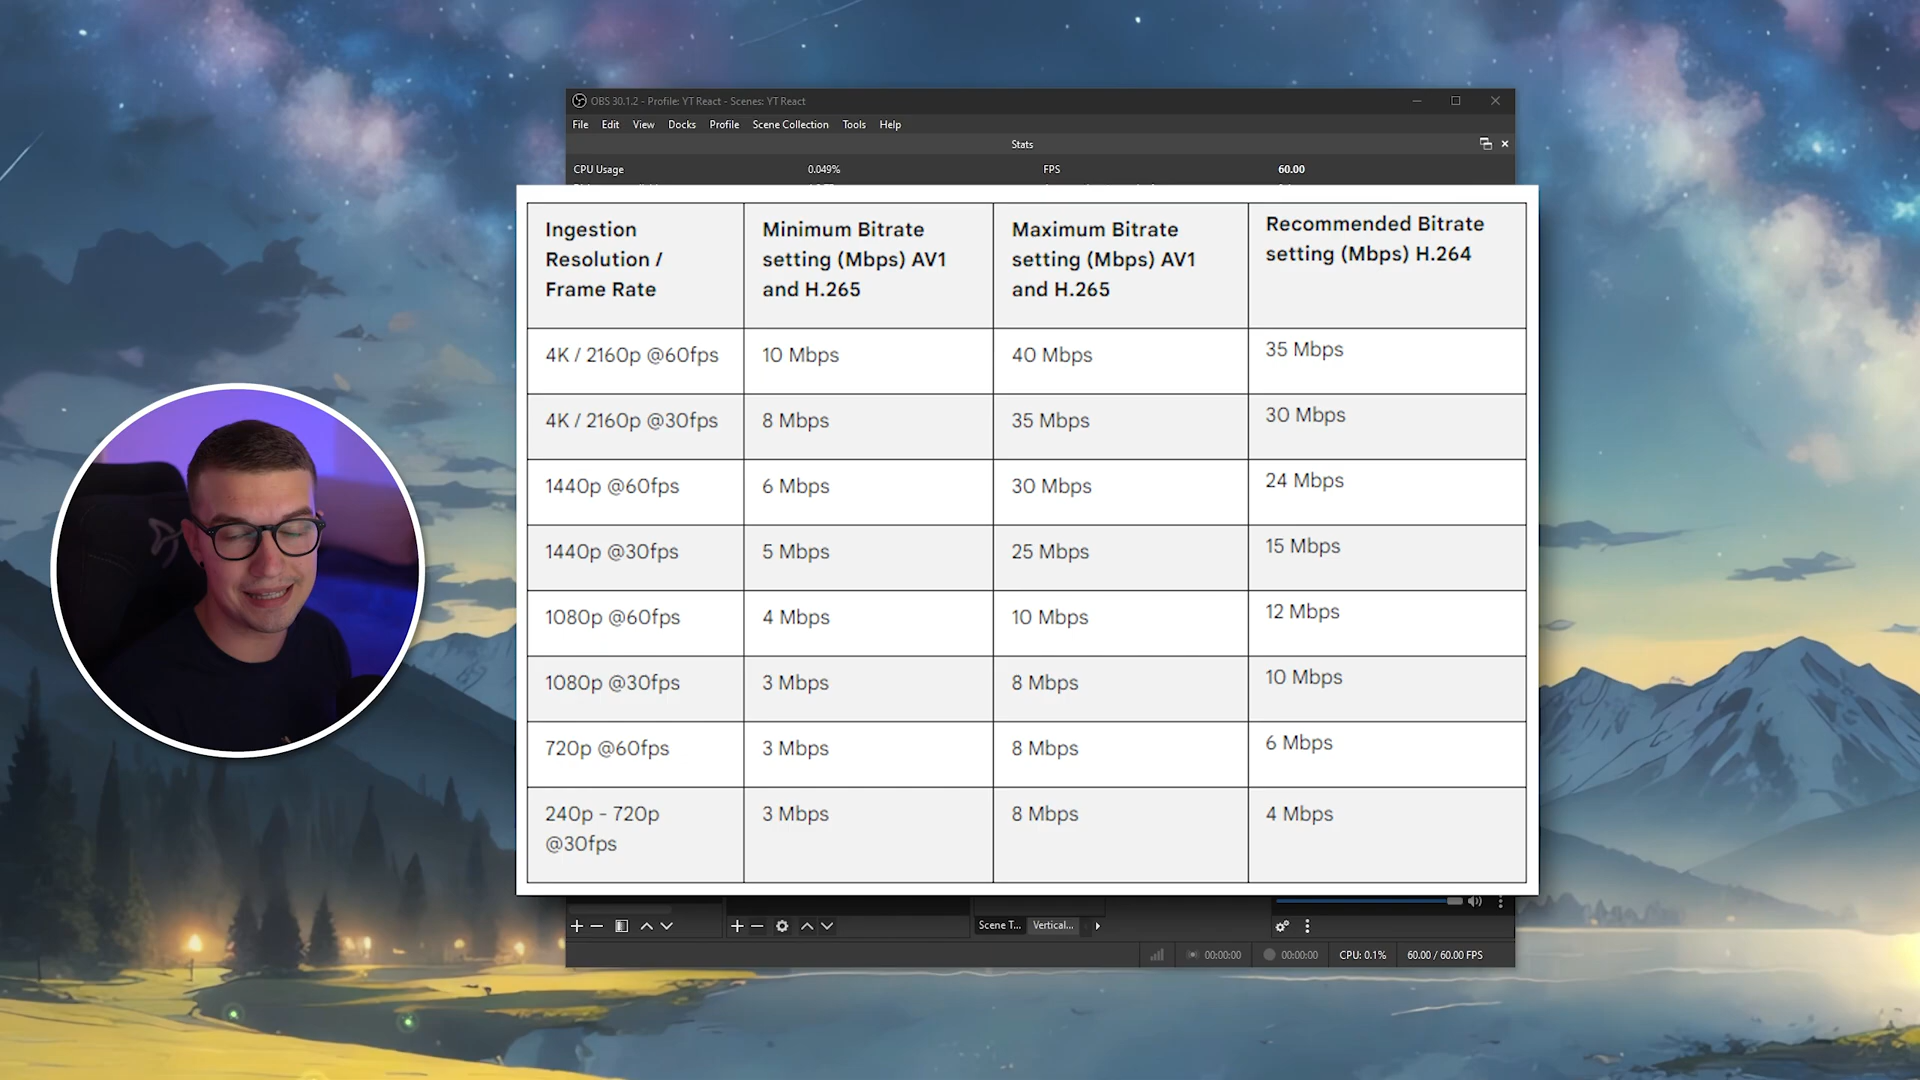 OBS 30.1.2 - Profile: YT React - Scenes: YT React
File Edit View Docks Profile Scene Collection Tools Help
Stats
CPU Usage 0.049% FPS 60.00
Ingestion Resolution / Frame Rate
Minimum Bitrate setting (Mbps) AV1 and H.265
Maximum Bitrate setting (Mbps) AV1 and H.265
Recommended Bitrate setting (Mbps) H.264
4K / 2160p @60fps 10 Mbps 40 Mbps 35 Mbps
4K / 2160p @30fps 8 Mbps 35 Mbps 30 Mbps
1440p @60fps 6 Mbps 30 Mbps 24 Mbps
1440p @30fps 5 Mbps 25 Mbps 15 Mbps
1080p @60fps 4 Mbps 10 Mbps 12 Mbps
1080p @30fps 3 Mbps 8 Mbps 10 Mbps
720p @60fps 3 Mbps 8 Mbps 6 Mbps
240p - 720p @30fps 3 Mbps 8 Mbps 4 Mbps
Scene T... Vertical...
00:00:00 00:00:00 CPU: 0.1% 60.00 / 60.00 FPS